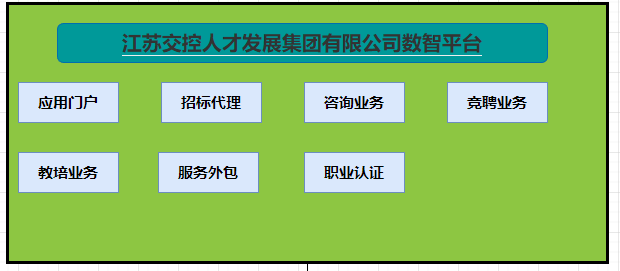 江苏交控人才发展集团有限公司数智平台
应用门户 招标代理 咨询业务 竞聘业务
教培业务 服务外包 职业认证